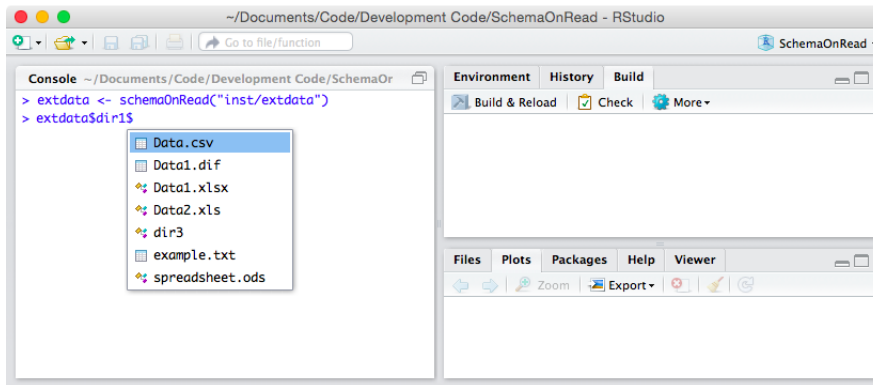 ~/Documents/Code/Development Code/SchemaOnRead - RStudio
Go to file/function
SchemaOnRead
Console ~/Documents/Code/Development Code/SchemaOr
> extdata <- schemaOnRead("inst/extdata")
> extdata$dir1$
Data.csv
Data1.dif
Data1.xlsx
Data2.xls
dir3
example.txt
spreadsheet.ods
Environment History Build
Build & Reload Check More
Files Plots Packages Help Viewer
Zoom Export